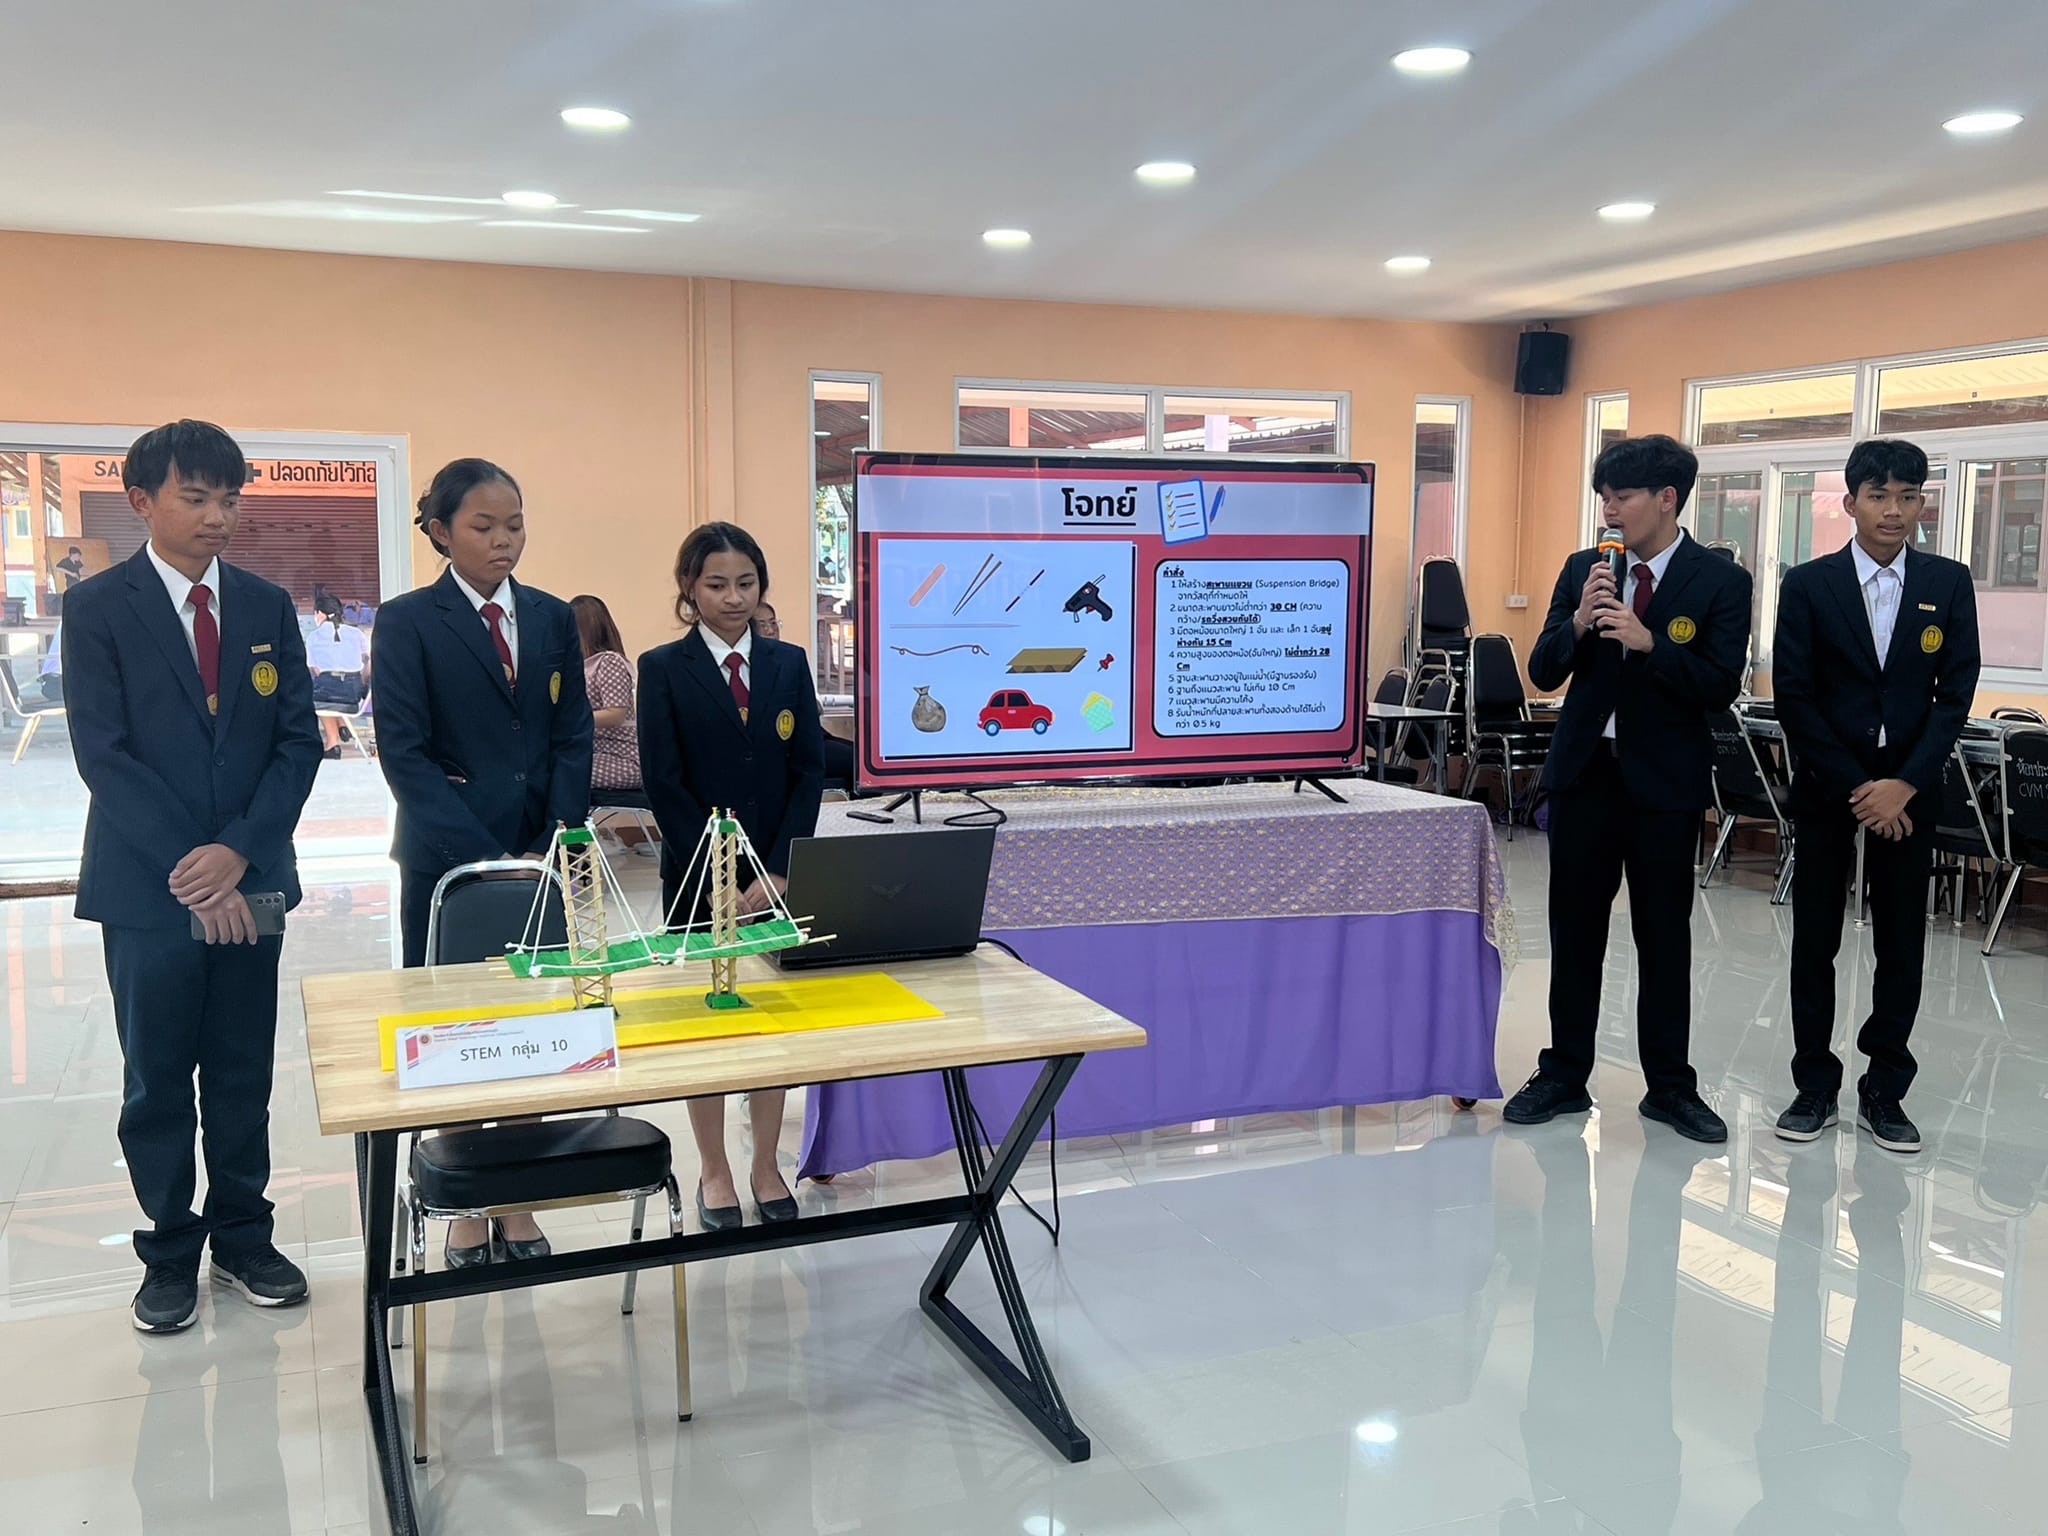 SA
ปลอดภัยไว้ก่อ
โจทย์
คำสั่ง
1 ให้สร้างสะพานแขวน (Suspension Bridge)
จากวัสดุที่กำหนดให้
2 ขนาดสะพานยาวไม่ต่ำกว่า 30 CM (ความ
กว้าง/รถวิ่งสวนกันได้)
3 มีตอหม้อขนาดใหญ่ 1 อัน และ เล็ก 1 อันอยู่
ห่างกัน 15 Cm
4 ความสูงของตอหม้อ(อันใหญ่) ไม่ต่ำกว่า 28
Cm
5 ฐานสะพานวางอยู่ในแม่น้ำ(มีฐานรองรับ)
6 ฐานถึงแนวสะพาน ไม่เกิน 10 Cm
7 แนวสะพานมีความโค้ง
8 รับน้ำหนักที่ปลายสะพานทั้งสองด้านได้ไม่ต่ำ
กว่า 0.5 kg
STEM กลุ่ม 10
ห้องประ
CVM